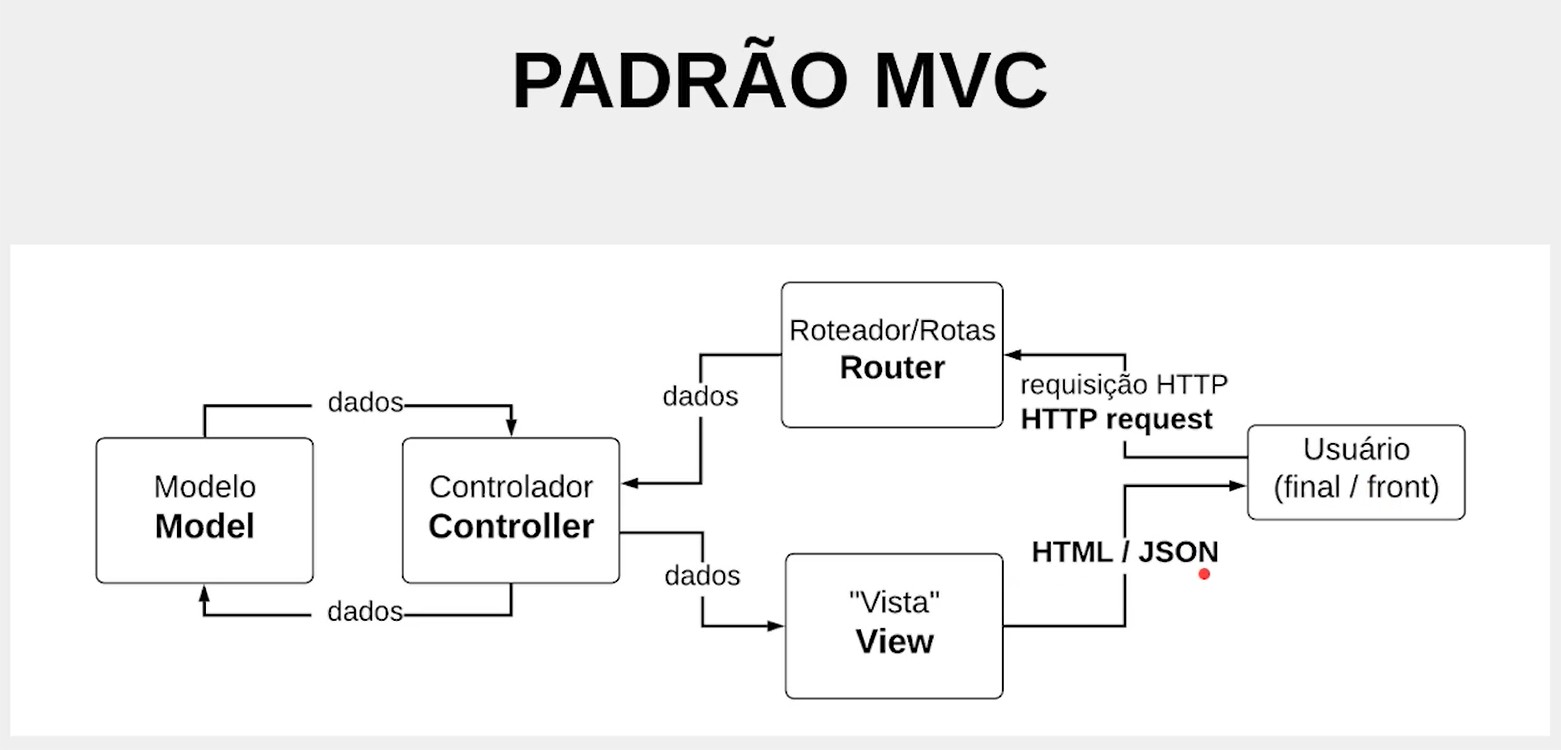 PADRÃO MVC
Roteador/Rotas
Router
requisição HTTP
HTTP request
dados
dados
Usuário
(final / front)
Modelo
Model
Controlador
Controller
HTML / JSON
dados
"Vista"
View
dados